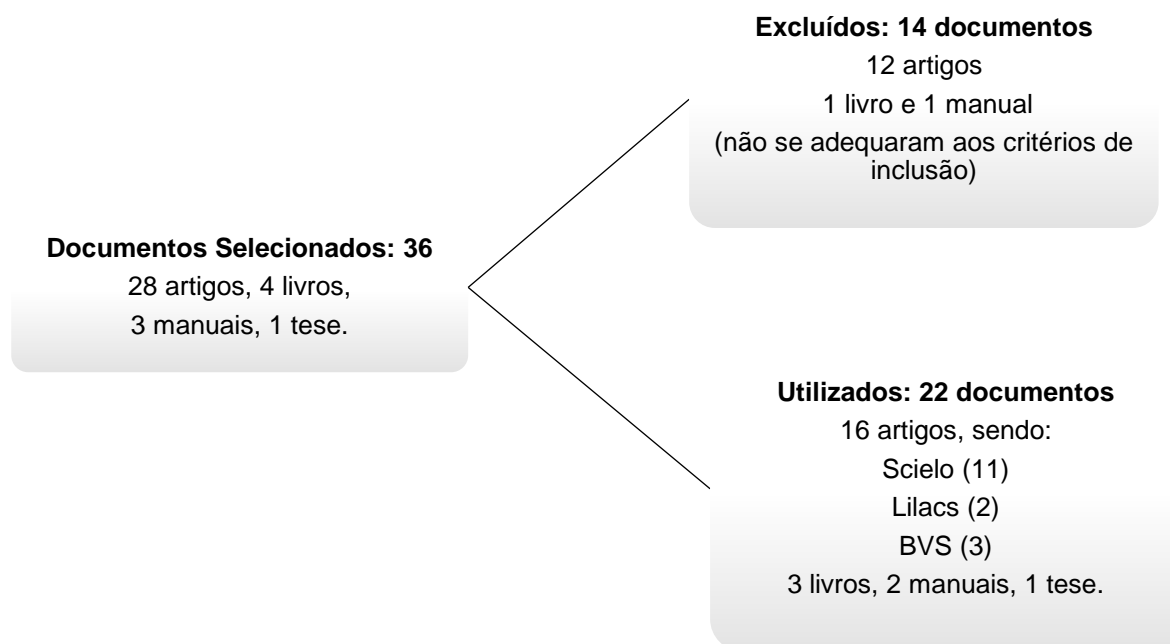 Documentos Selecionados: 36
28 artigos, 4 livros,
3 manuais, 1 tese.
Excluídos: 14 documentos
12 artigos
1 livro e 1 manual
(não se adequaram aos critérios de
inclusão)
Utilizados: 22 documentos
16 artigos, sendo:
Scielo (11)
Lilacs (2)
BVS (3)
3 livros, 2 manuais, 1 tese.